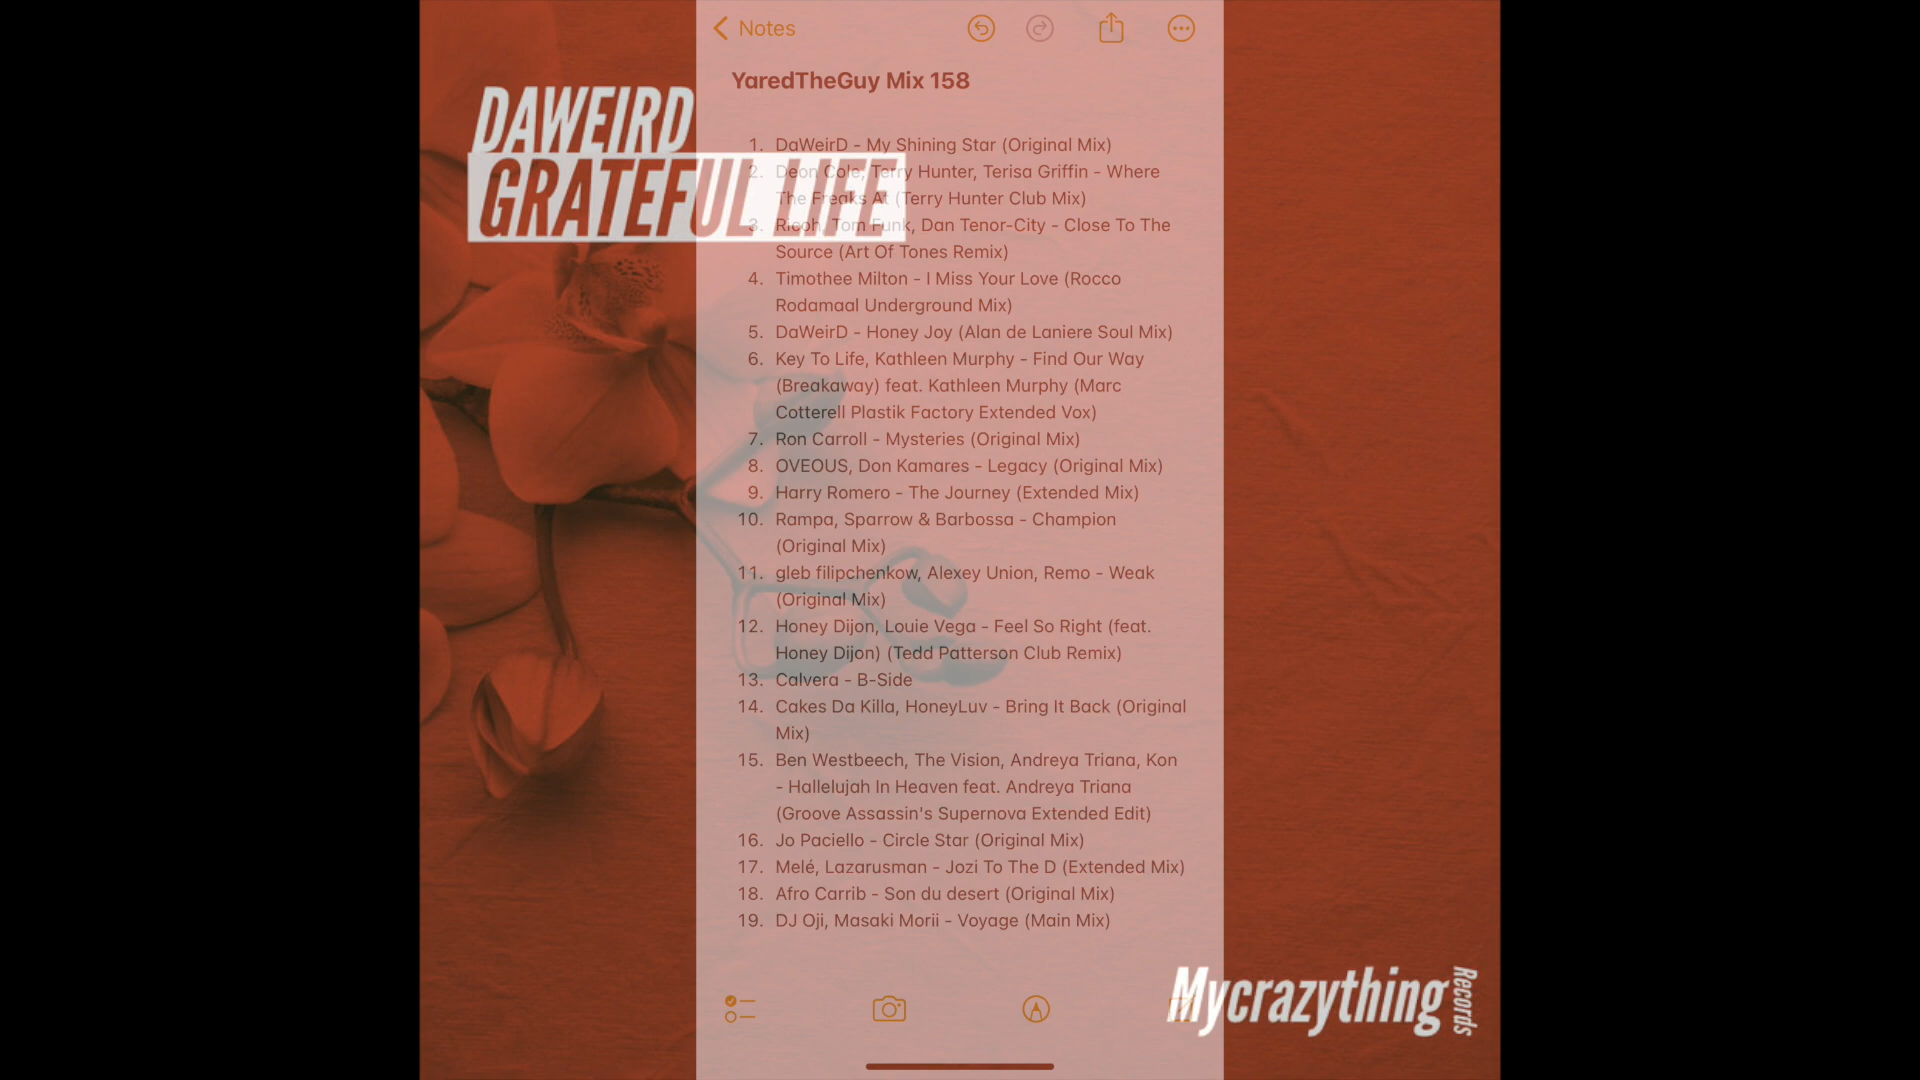 Notes
YaredTheGuy Mix 158
DAWEIRD
GRATEFUL LIFE
1. DaWeirD - My Shining Star (Original Mix)
2. Deon Cole, Terry Hunter, Terisa Griffin - Where
The Freaks At (Terry Hunter Club Mix)
3. Ricoh, Tom Funk, Dan Tenor-City - Close To The
Source (Art Of Tones Remix)
4. Timothee Milton - I Miss Your Love (Rocco
Rodamaal Underground Mix)
5. DaWeirD - Honey Joy (Alan de Laniere Soul Mix)
6. Key To Life, Kathleen Murphy - Find Our Way
(Breakaway) feat. Kathleen Murphy (Marc
Cotterell Plastik Factory Extended Vox)
7. Ron Carroll - Mysteries (Original Mix)
8. OVEOUS, Don Kamares - Legacy (Original Mix)
9. Harry Romero - The Journey (Extended Mix)
10. Rampa, Sparrow & Barbossa - Champion
(Original Mix)
11. gleb filipchenkow, Alexey Union, Remo - Weak
(Original Mix)
12. Honey Dijon, Louie Vega - Feel So Right (feat.
Honey Dijon) (Tedd Patterson Club Remix)
13. Calvera - B-Side
14. Cakes Da Killa, HoneyLuv - Bring It Back (Original
Mix)
15. Ben Westbeech, The Vision, Andreya Triana, Kon
- Hallelujah In Heaven feat. Andreya Triana
(Groove Assassin's Supernova Extended Edit)
16. Jo Paciello - Circle Star (Original Mix)
17. Melé, Lazarusman - Jozi To The D (Extended Mix)
18. Afro Carrib - Son du desert (Original Mix)
19. DJ Oji, Masaki Morii - Voyage (Main Mix)
Mycrazything
Records